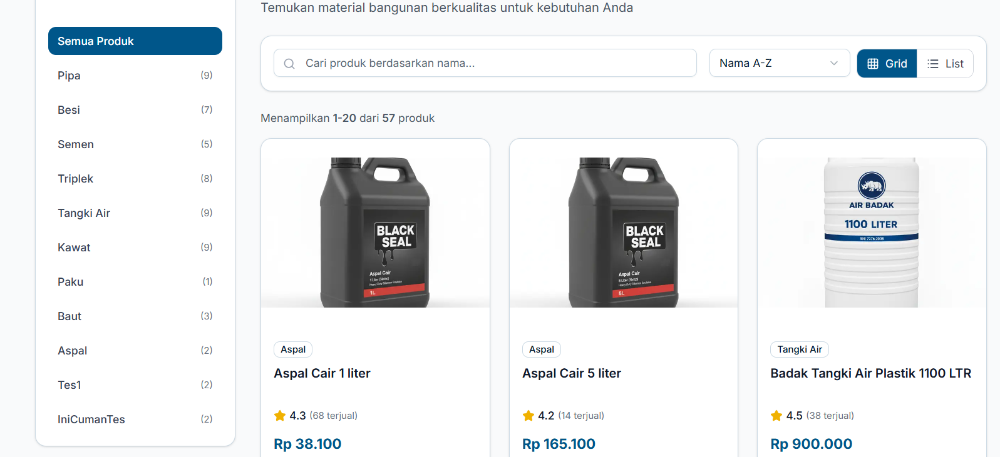 Temukan material bangunan berkualitas untuk kebutuhan Anda
Semua Produk
Pipa (9)
Besi (7)
Semen (5)
Triplek (8)
Tangki Air (9)
Kawat (9)
Paku (1)
Baut (3)
Aspal (2)
Tes1 (2)
IniCumanTes (2)
Cari produk berdasarkan nama...
Nama A-Z
Grid
List
Menampilkan 1-20 dari 57 produk
BLACK
SEAL
Aspal Cair
1 Liter (Netto)
Heavy Duty Bitumen Emulsion
1L
Aspal
Aspal Cair 1 liter
4.3 (68 terjual)
Rp 38.100
BLACK
SEAL
Aspal Cair
5 Liter (Netto)
Heavy Duty Bitumen Emulsion
5L
Aspal
Aspal Cair 5 liter
4.2 (14 terjual)
Rp 165.100
AIR BADAK
1100 LITER
SNI 7276:2008
Tangki Air
Badak Tangki Air Plastik 1100 LTR
4.5 (38 terjual)
Rp 900.000